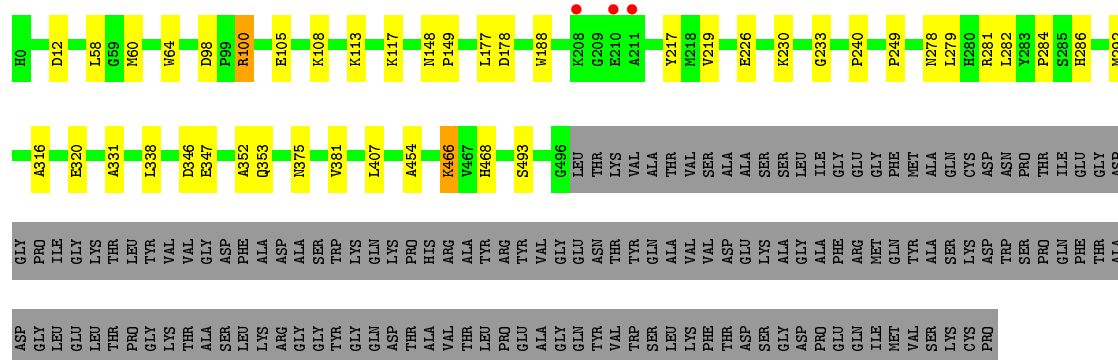 H0 D12 L58 G59 M60 W64 D98 P99 R100 E105 K108 K113 K117 N148 P149 L177 D178 W188 K208 G209 E210 A211 Y217 M218 V219 E226 K230 G233 P240 P249 N278 L279 H280 R281 L282 Y283 P284 S285 H286
A316 E320 A331 L338 D346 E347 A352 Q353 N375 V381 L407 A454 K466 V467 H468 S493 G496 LEU THR LYS VAL ALA THR VAL SER ALA ALA SER SER LEU ILE GLY GLU GLY PHE MET ALA GLN CYS ASP ASN PRO THR ILE GLU GLY ASP
GLY PRO ILE GLY LYS THR LEU TYR VAL VAL GLY ASP PHE ALA ASP ALA SER TRP LYS GLN LYS PRO HIS ARG ALA TYR ARG TYR VAL GLY GLU ASN THR TYR GLN ALA VAL VAL ASP GLU LYS ALA GLY ALA PHE ARG MET GLN TYR ALA SER LYS ASP TRP SER PRO GLN PHE THR ALA
ASP GLY LEU GLU LEU THR PRO GLY LYS THR ALA SER LEU LYS ARG GLY GLY TYR GLY GLN ASP THR ALA VAL THR LEU PRO GLU ALA GLY GLN TYR VAL TRP SER LEU LYS PHE THR ASP SER GLY ASP PRO GLU GLN ILE MET VAL SER LYS CYS PRO